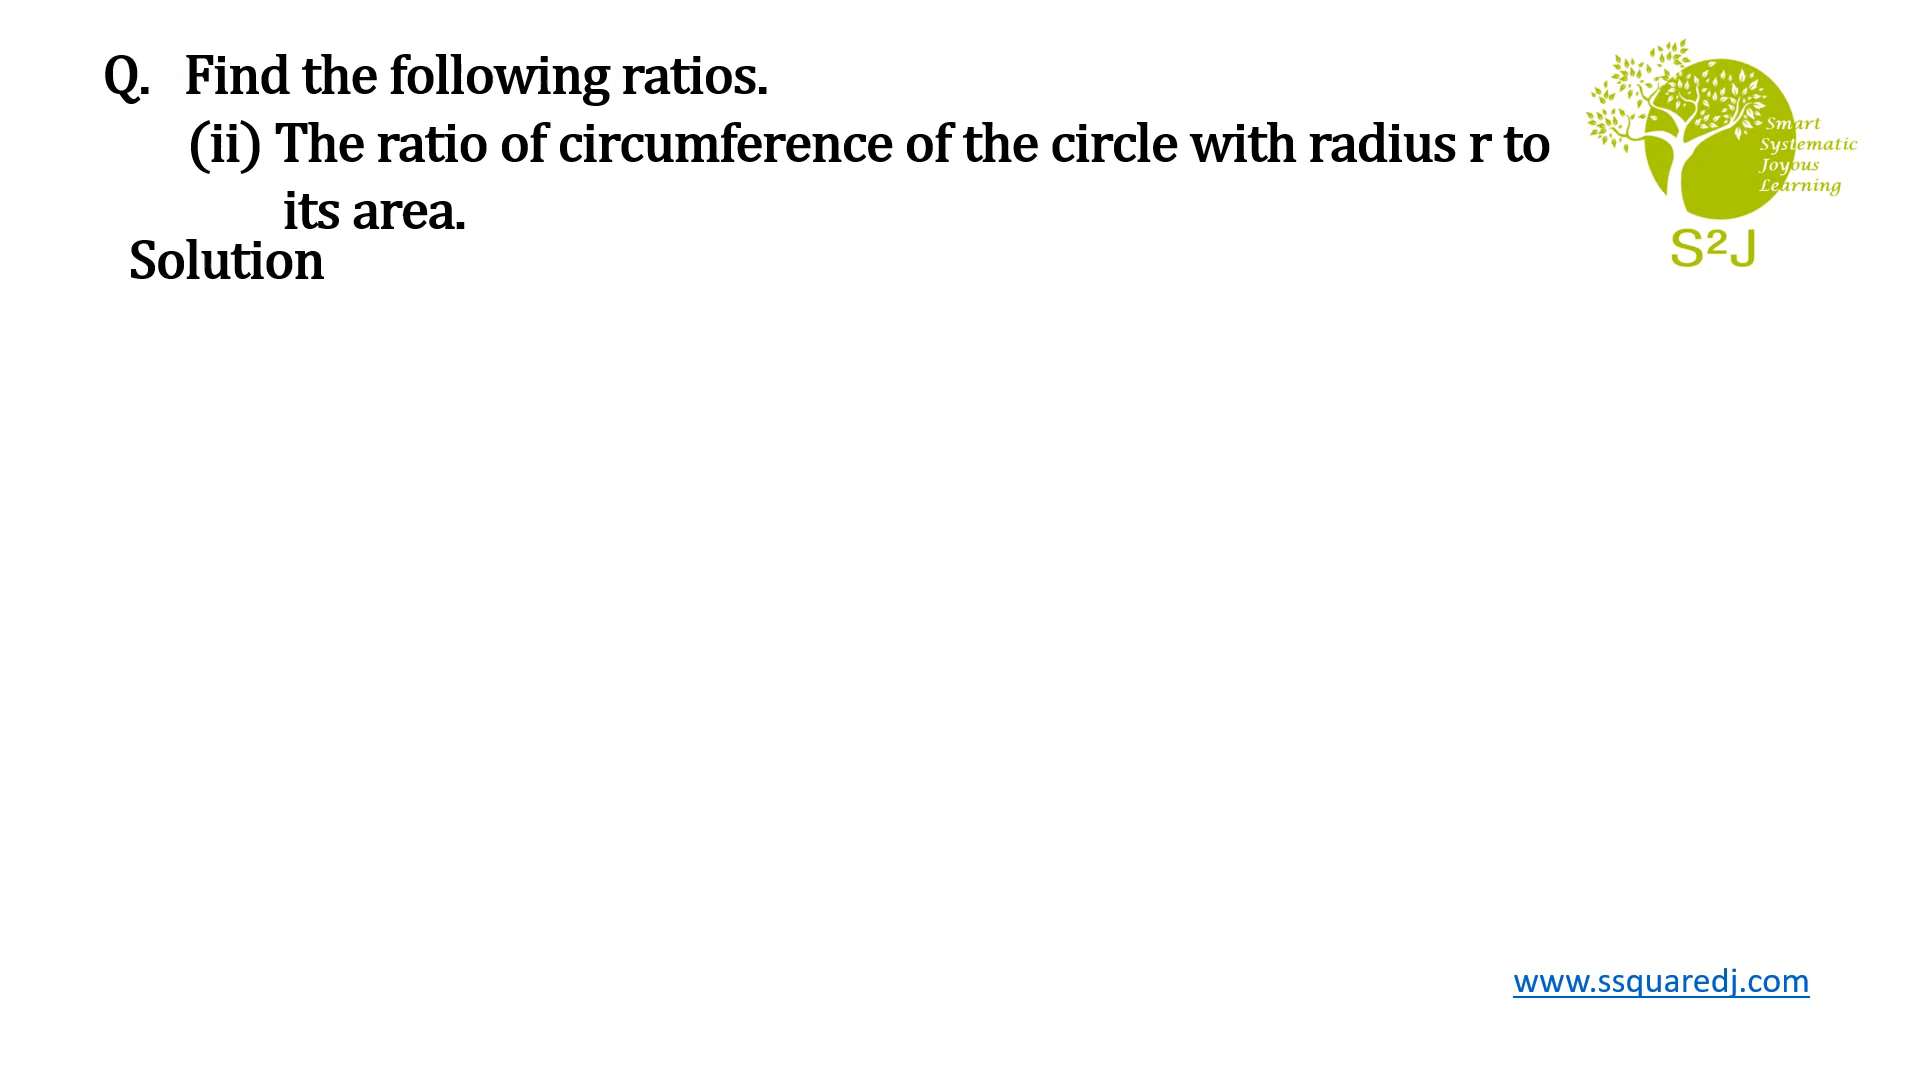 Q. Find the following ratios.
(ii) The ratio of circumference of the circle with radius r to
its area.
Solution
Smart
Systematic
Joyous
Learning
S²J
www.ssquaredj.com